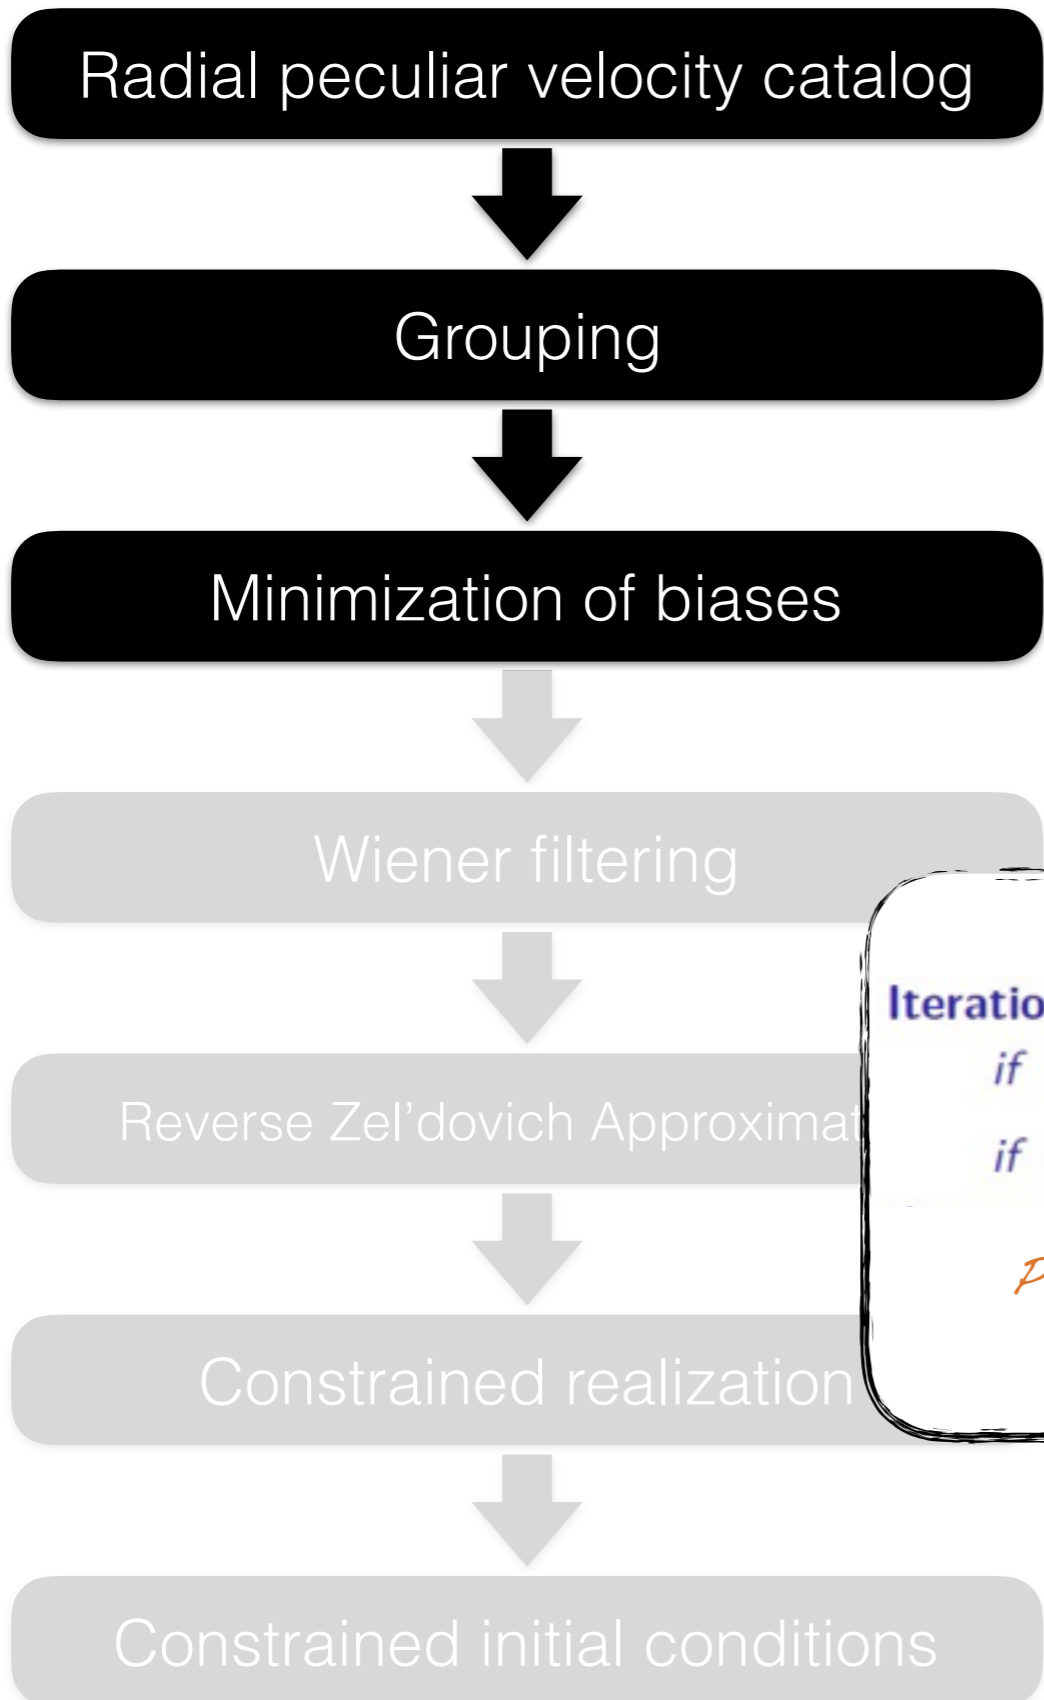 Radial peculiar velocity catalog
Grouping
Minimization of biases
Wiener filtering
Reverse Zel’dovich Approximat
Iteratio
if
if
P
Constrained realization
Constrained initial conditions